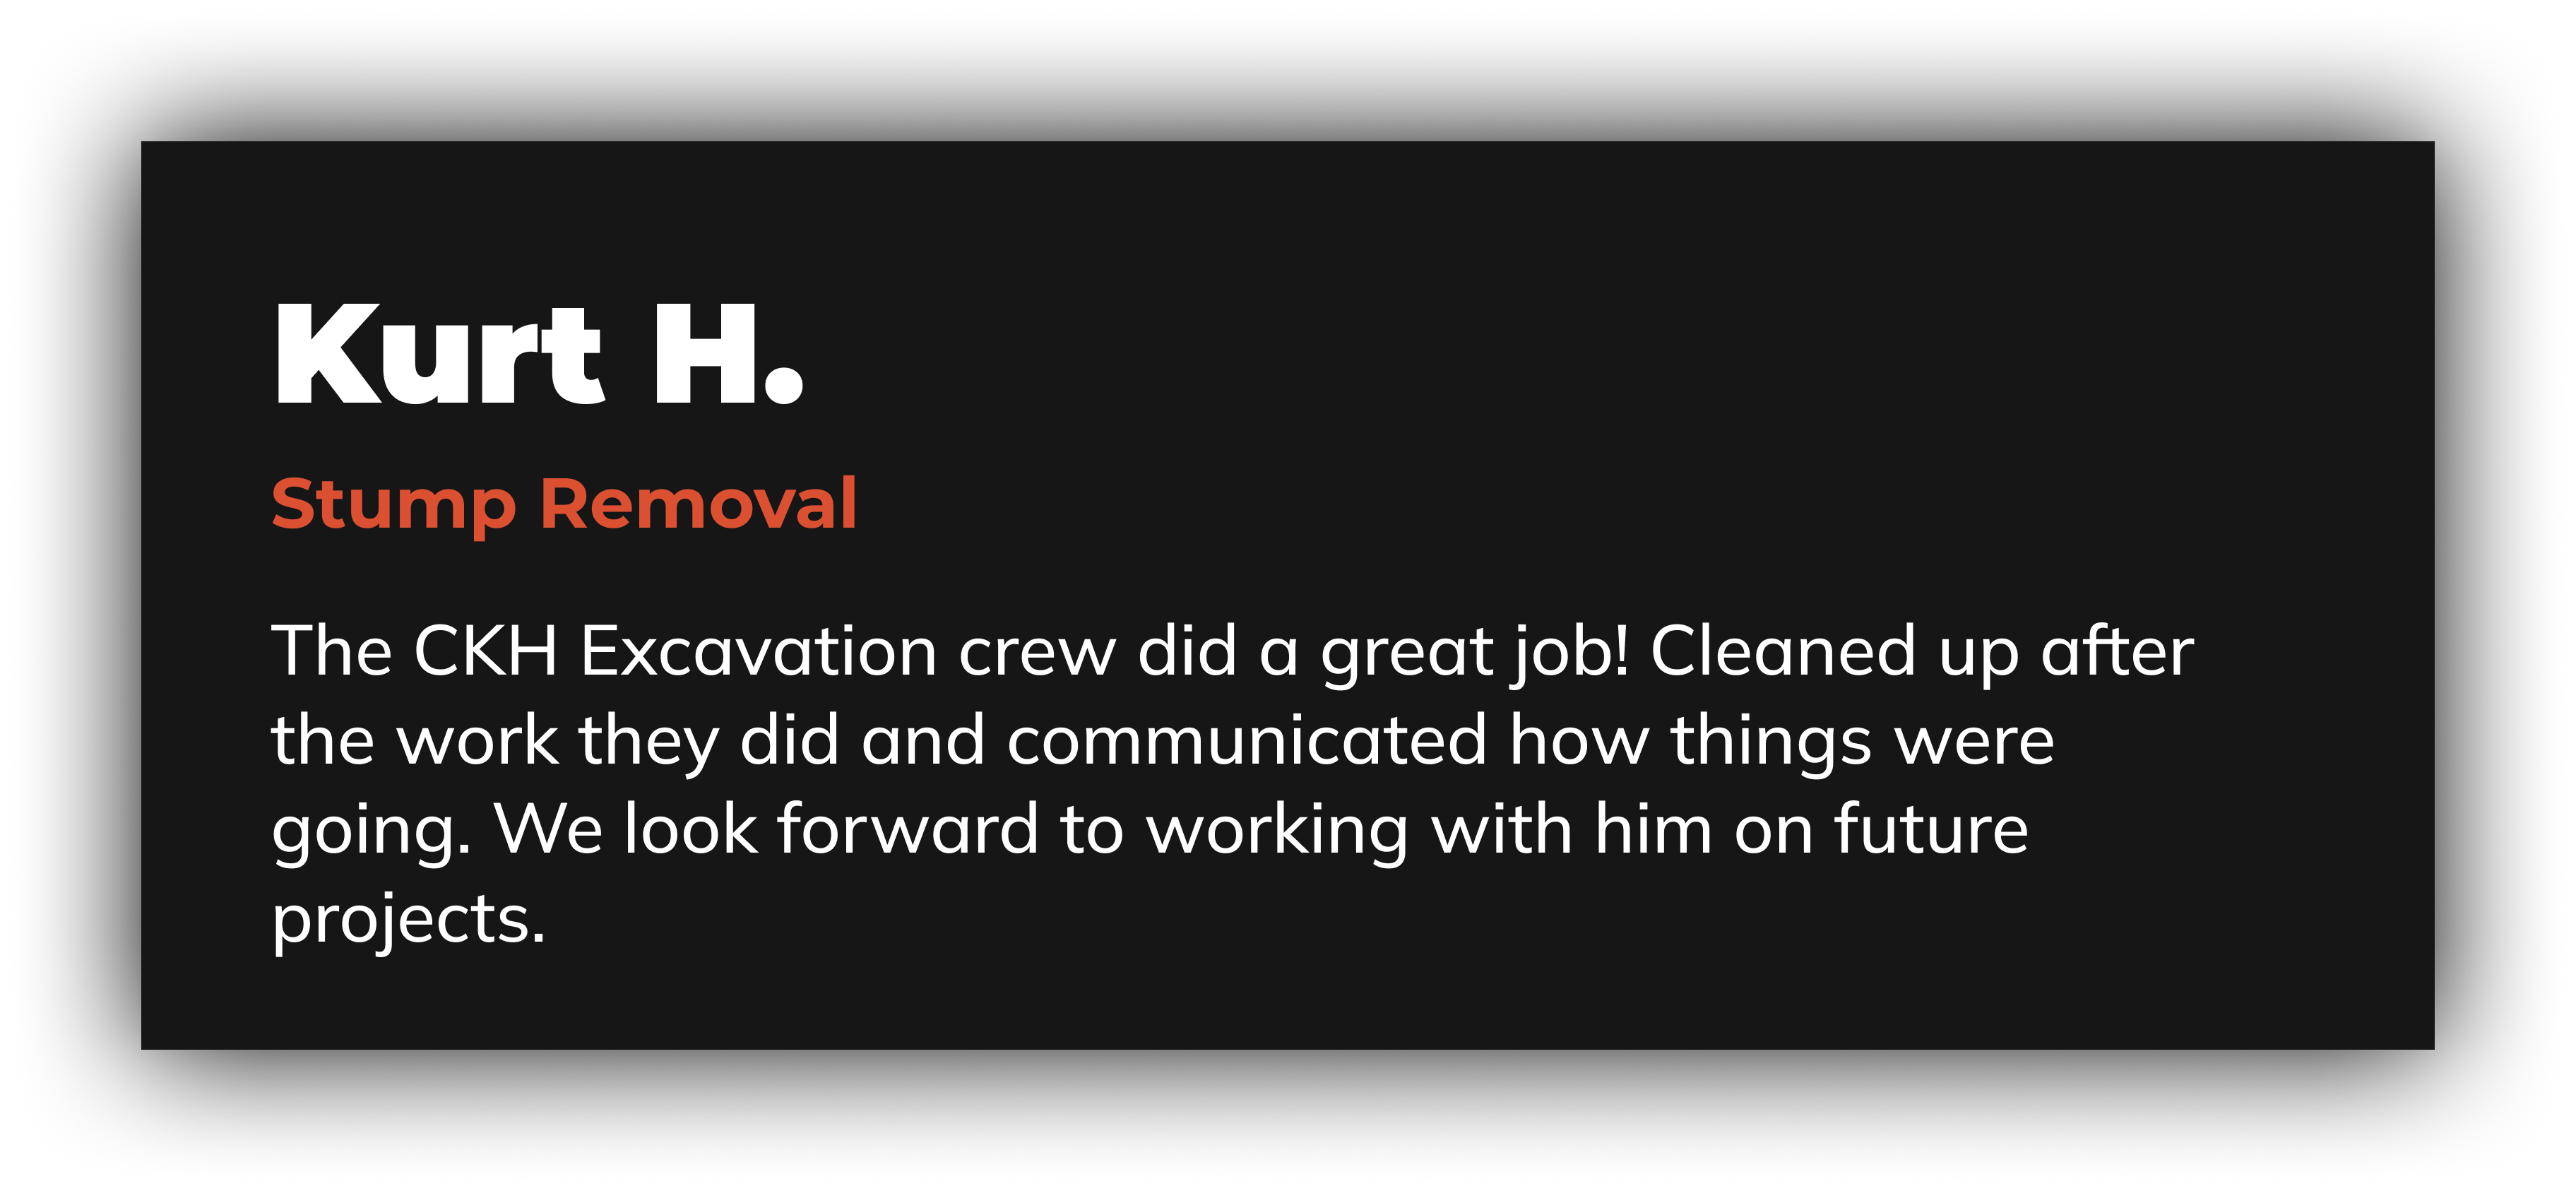 Kurt H.
Stump Removal
The CKH Excavation crew did a great job! Cleaned up after
the work they did and communicated how things were
going. We look forward to working with him on future
projects.